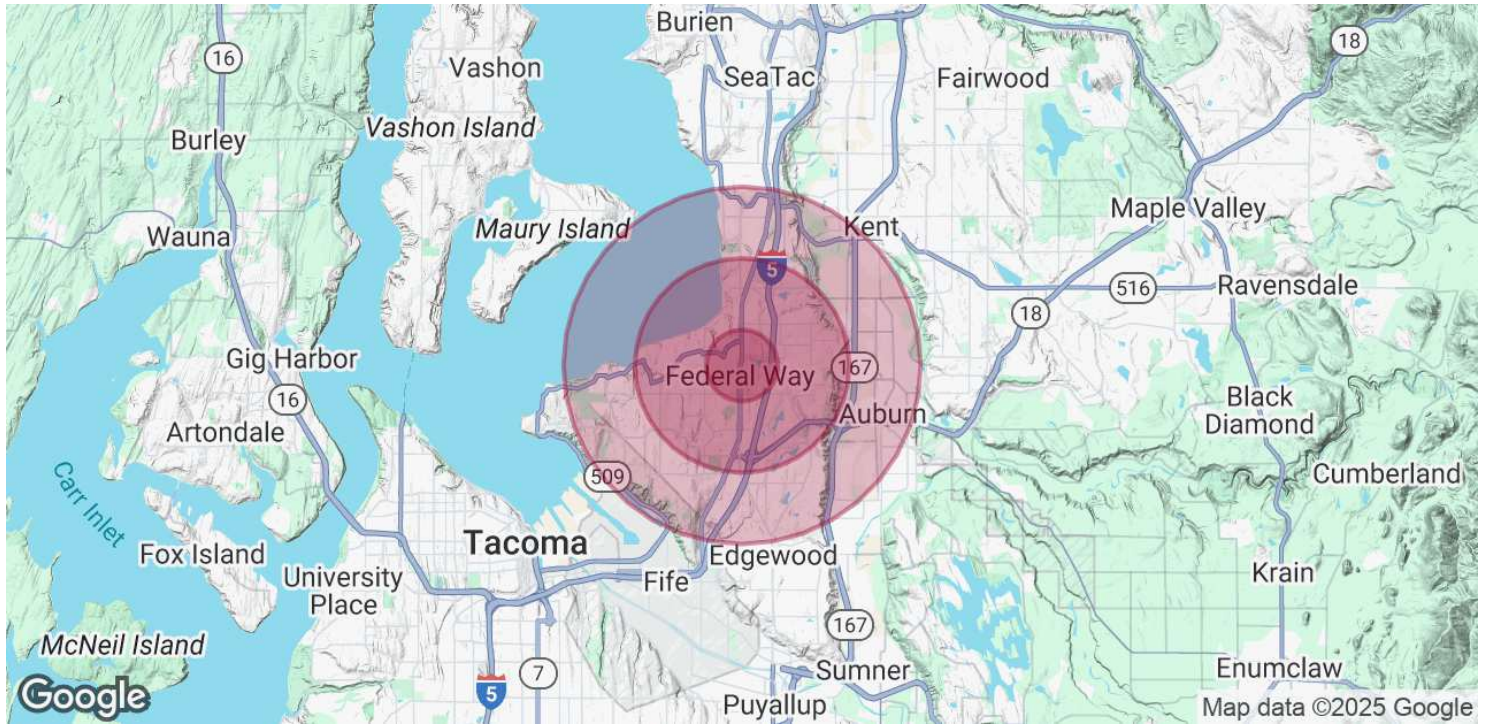 Burien
18
16
Vashon
SeaTac
Fairwood
Vashon Island
Burley
Maple Valley
Wauna
Maury Island
Kent
5
516
Ravensdale
18
Gig Harbor
Federal Way
167
16
Auburn
Black
Diamond
Artondale
509
Cumberland
Carr Inlet
Tacoma
Fox Island
Edgewood
University
Place
Fife
Krain
167
McNeil Island
5
7
Sumner
Enumclaw
Puyallup
Google
Map data ©2025 Google